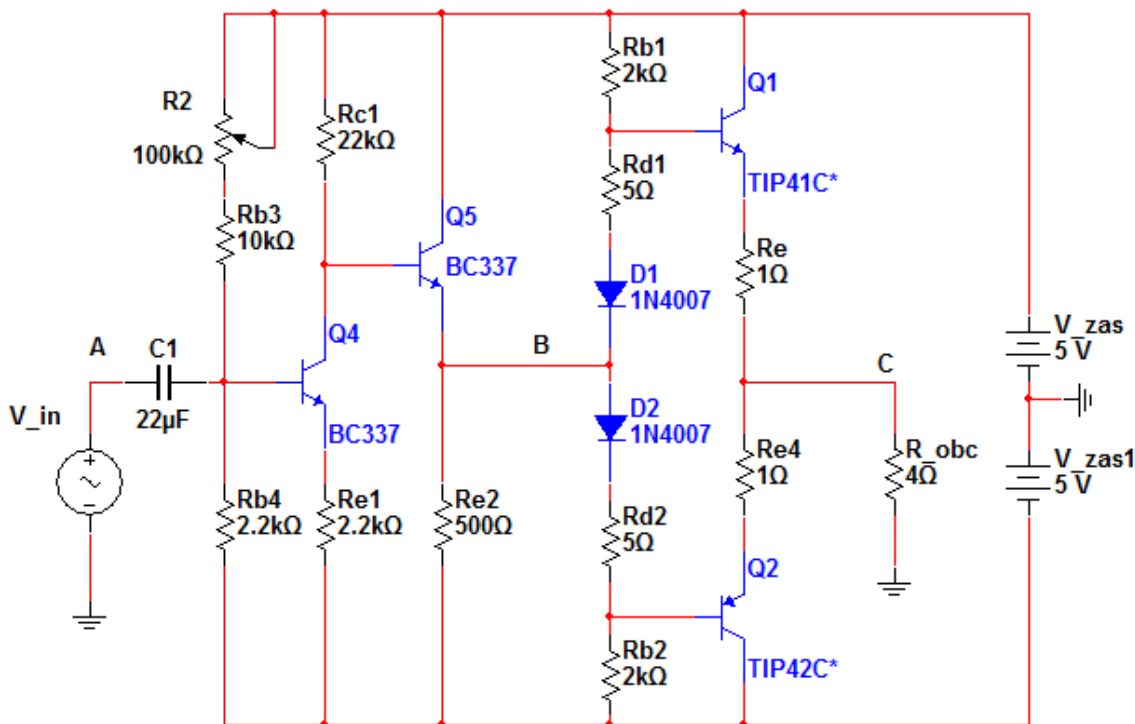 R2
100kΩ
Rb3
10kΩ
Rc1
22kΩ
Q5
BC337
Rb1
2kΩ
Rd1
5Ω
Q1
TIP41C*
Re
1Ω
D1
1N4007
V_zas
5 V
A
C1
22µF
V_in
Q4
BC337
B
D2
1N4007
C
Re4
1Ω
R_obc
4Ω
V_zas1
5 V
Rb4
2.2kΩ
Re1
2.2kΩ
Re2
500Ω
Rd2
5Ω
Q2
TIP42C*
Rb2
2kΩ